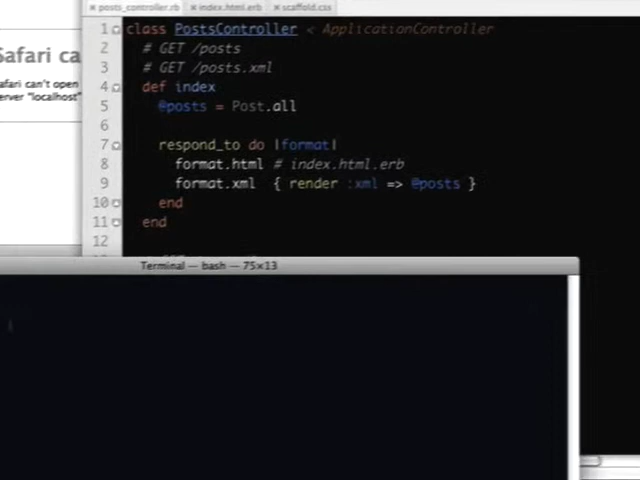 posts_controller.rb index.html.erb scaffold.css
Safari ca
afari can't open
erver "localhost"
1 class PostsController < ApplicationController
2 # GET /posts
3 # GET /posts.xml
4 def index
5 @posts = Post.all
6
7 respond_to do |format|
8 format.html # index.html.erb
9 format.xml { render :xml => @posts }
10 end
11 end
12
Terminal — bash — 75×13